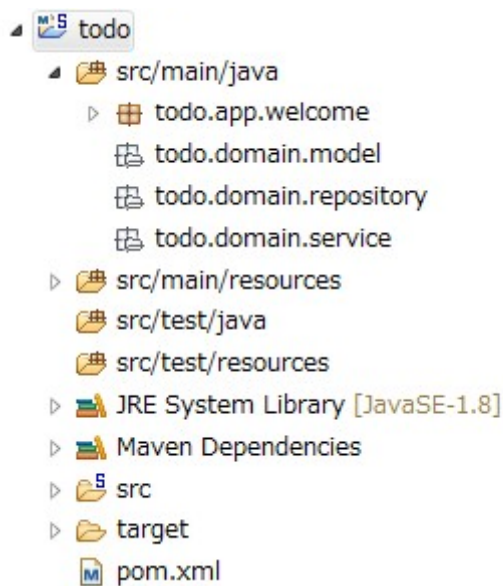 todo
src/main/java
todo.app.welcome
todo.domain.model
todo.domain.repository
todo.domain.service
src/main/resources
src/test/java
src/test/resources
JRE System Library [JavaSE-1.8]
Maven Dependencies
src
target
pom.xml